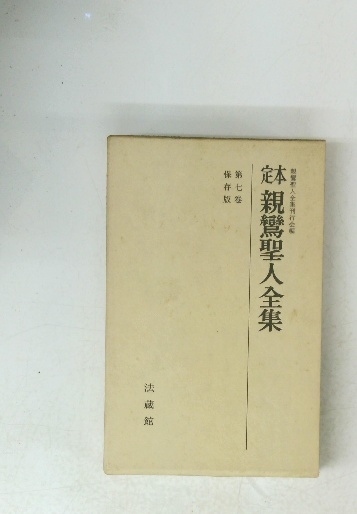 親鸞聖人全集刊行会編
定本 親鸞聖人全集
第七巻
保存版
法蔵館